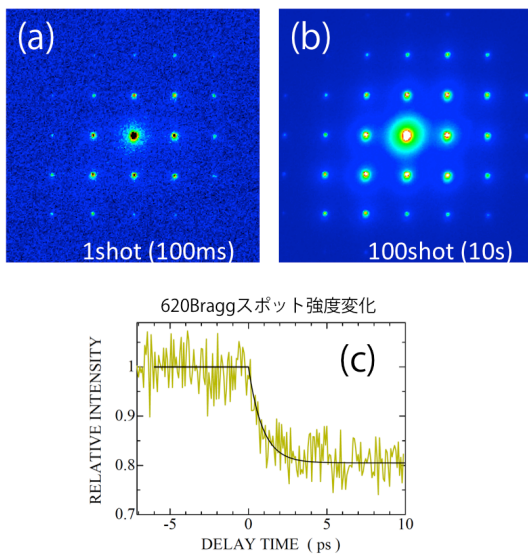 (a)
1shot (100ms)
(b)
100shot (10s)
620Braggスポット強度変化
(c)
RELATIVE INTENSITY
1
0.9
0.8
0.7
-5
0
5
10
DELAY TIME ( ps )